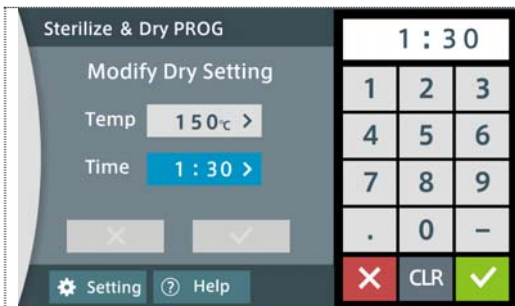 Sterilize & Dry PROG
Modify Dry Setting
Temp 150℃ >
Time 1:30 >
Setting ? Help
1:30
1 2 3
4 5 6
7 8 9
. 0 –
CLR